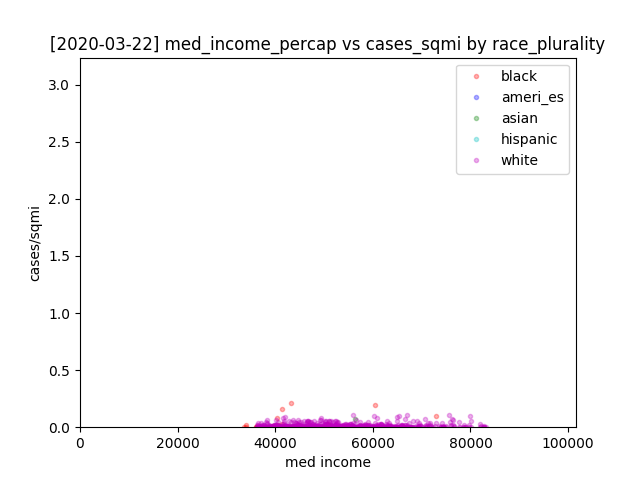 [2020-03-22] med_income_percap vs cases_sqmi by race_plurality
black
ameri_es
asian
hispanic
white
cases/sqmi
3.0
2.5
2.0
1.5
1.0
0.5
0.0
0 20000 40000 60000 80000 100000
med income